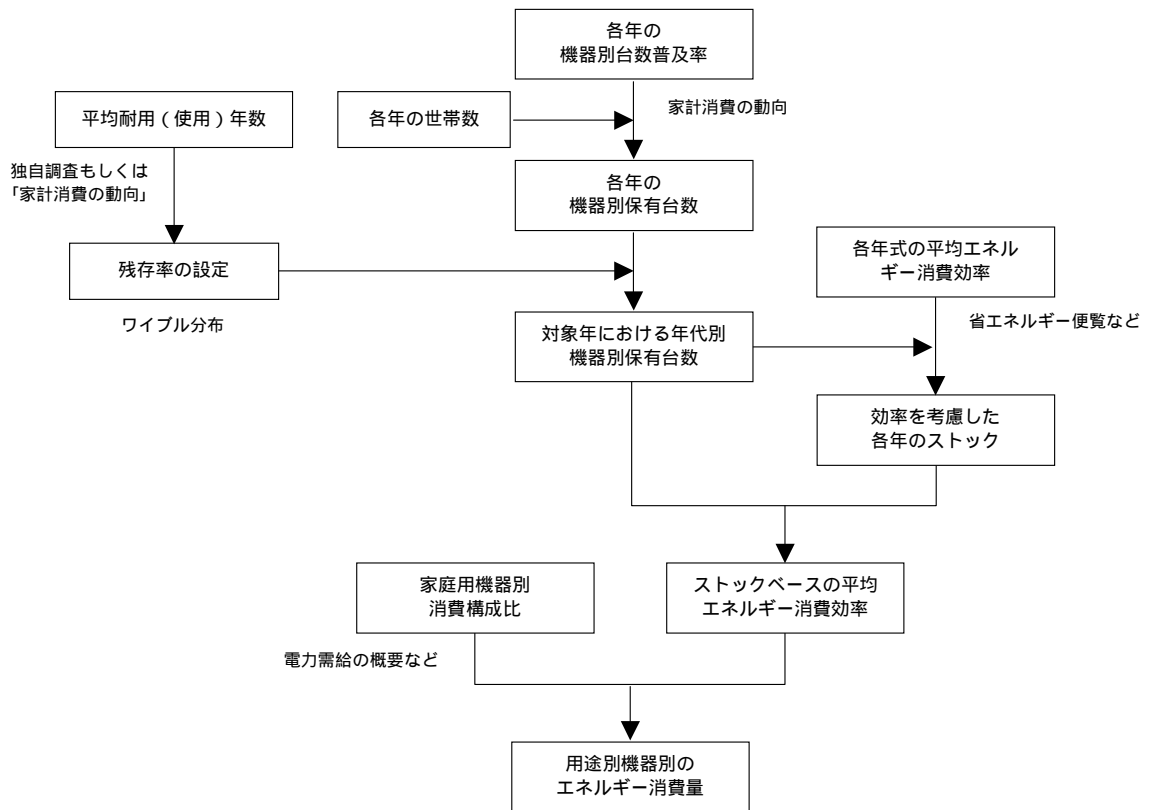 各年の
機器別台数普及率
平均耐用（使用）年数
各年の世帯数
家計消費の動向
独自調査もしくは
「家計消費の動向」
各年の
機器別保有台数
残存率の設定
各年式の平均エネル
ギー消費効率
ワイブル分布
省エネルギー便覧など
対象年における年代別
機器別保有台数
効率を考慮した
各年のストック
家庭用機器別
消費構成比
ストックベースの平均
エネルギー消費効率
電力需給の概要など
用途別機器別の
エネルギー消費量